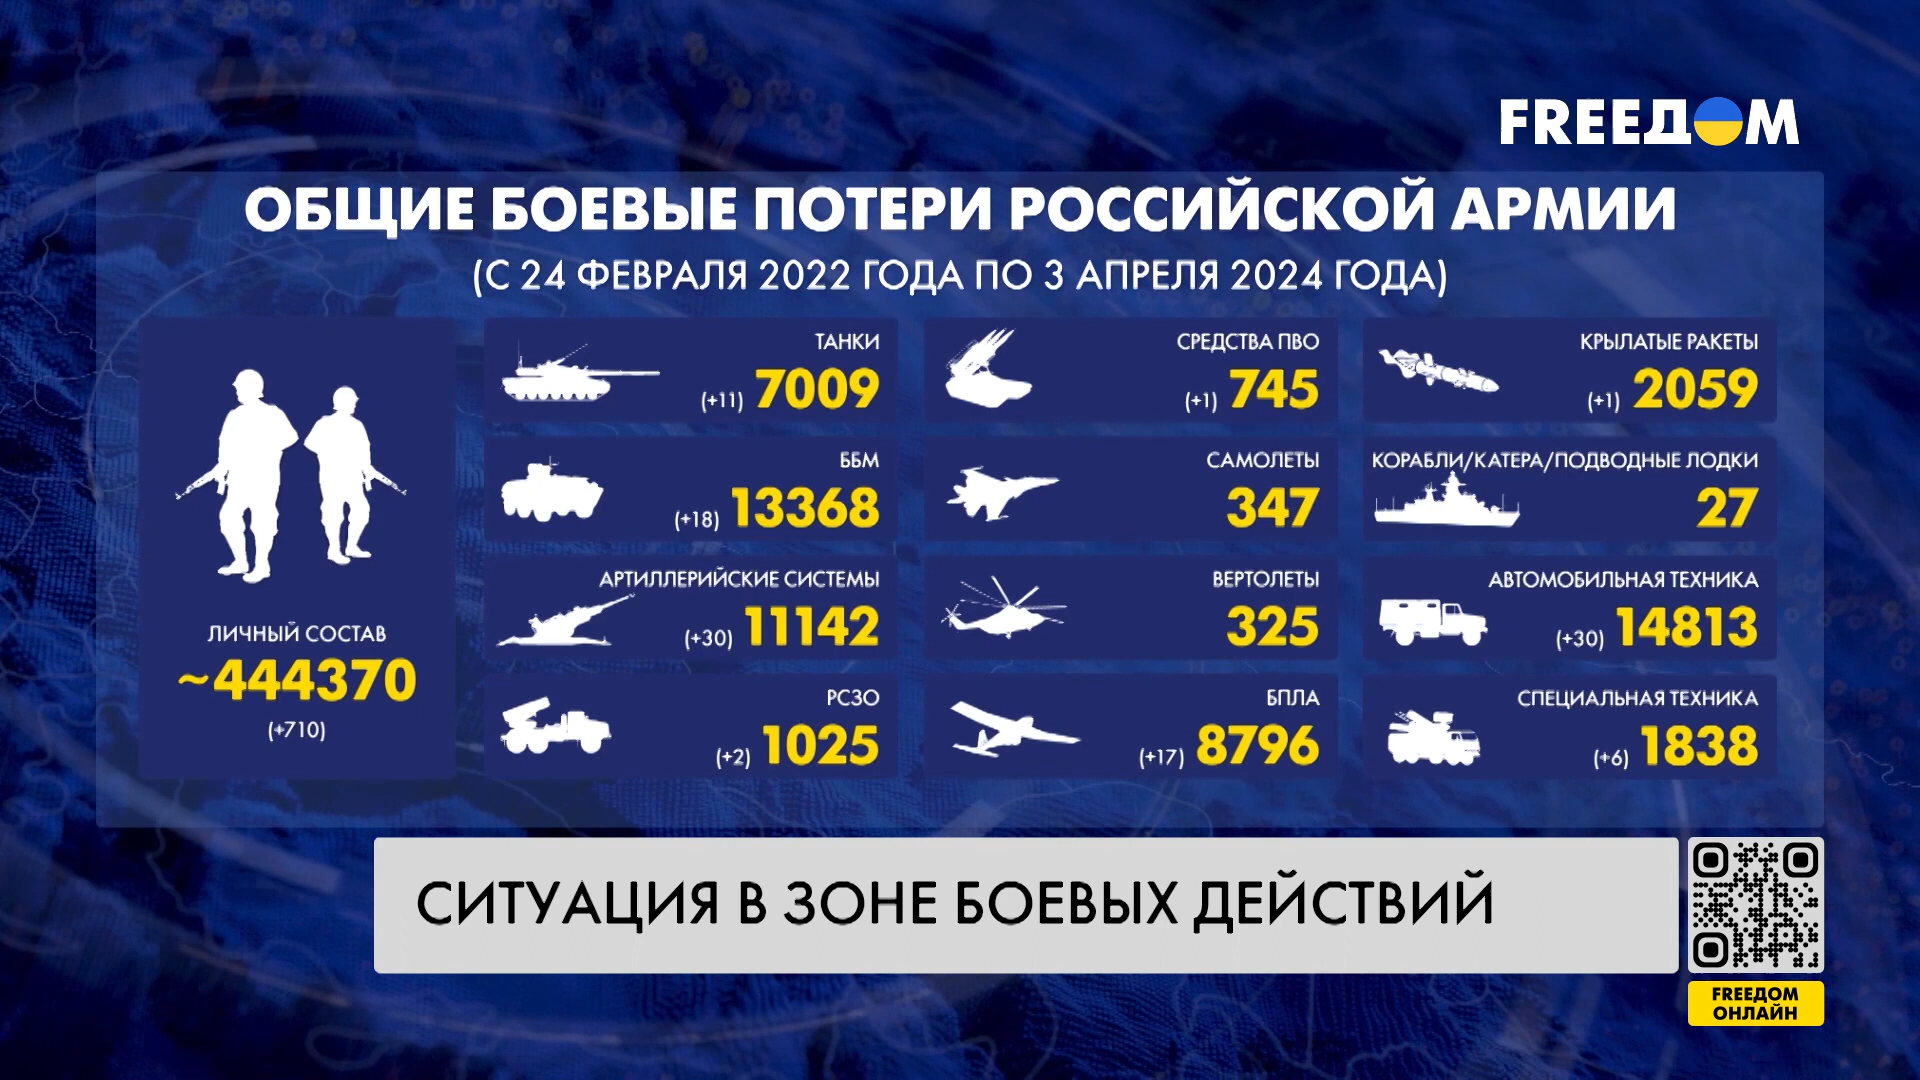 FREEДОМ
ОБЩИЕ БОЕВЫЕ ПОТЕРИ РОССИЙСКОЙ АРМИИ
(С 24 ФЕВРАЛЯ 2022 ГОДА ПО 3 АПРЕЛЯ 2024 ГОДА)
ЛИЧНЫЙ СОСТАВ
~444370
(+710)
ТАНКИ
(+11) 7009
ББМ
(+18) 13368
АРТИЛЛЕРИЙСКИЕ СИСТЕМЫ
(+30) 11142
РСЗО
(+2) 1025
СРЕДСТВА ПВО
(+1) 745
САМОЛЕТЫ
347
ВЕРТОЛЕТЫ
325
БПЛА
(+17) 8796
КРЫЛАТЫЕ РАКЕТЫ
(+1) 2059
КОРАБЛИ/КАТЕРА/ПОДВОДНЫЕ ЛОДКИ
27
АВТОМОБИЛЬНАЯ ТЕХНИКА
(+30) 14813
СПЕЦИАЛЬНАЯ ТЕХНИКА
(+6) 1838
СИТУАЦИЯ В ЗОНЕ БОЕВЫХ ДЕЙСТВИЙ
FREEДОМ
ОНЛАЙН